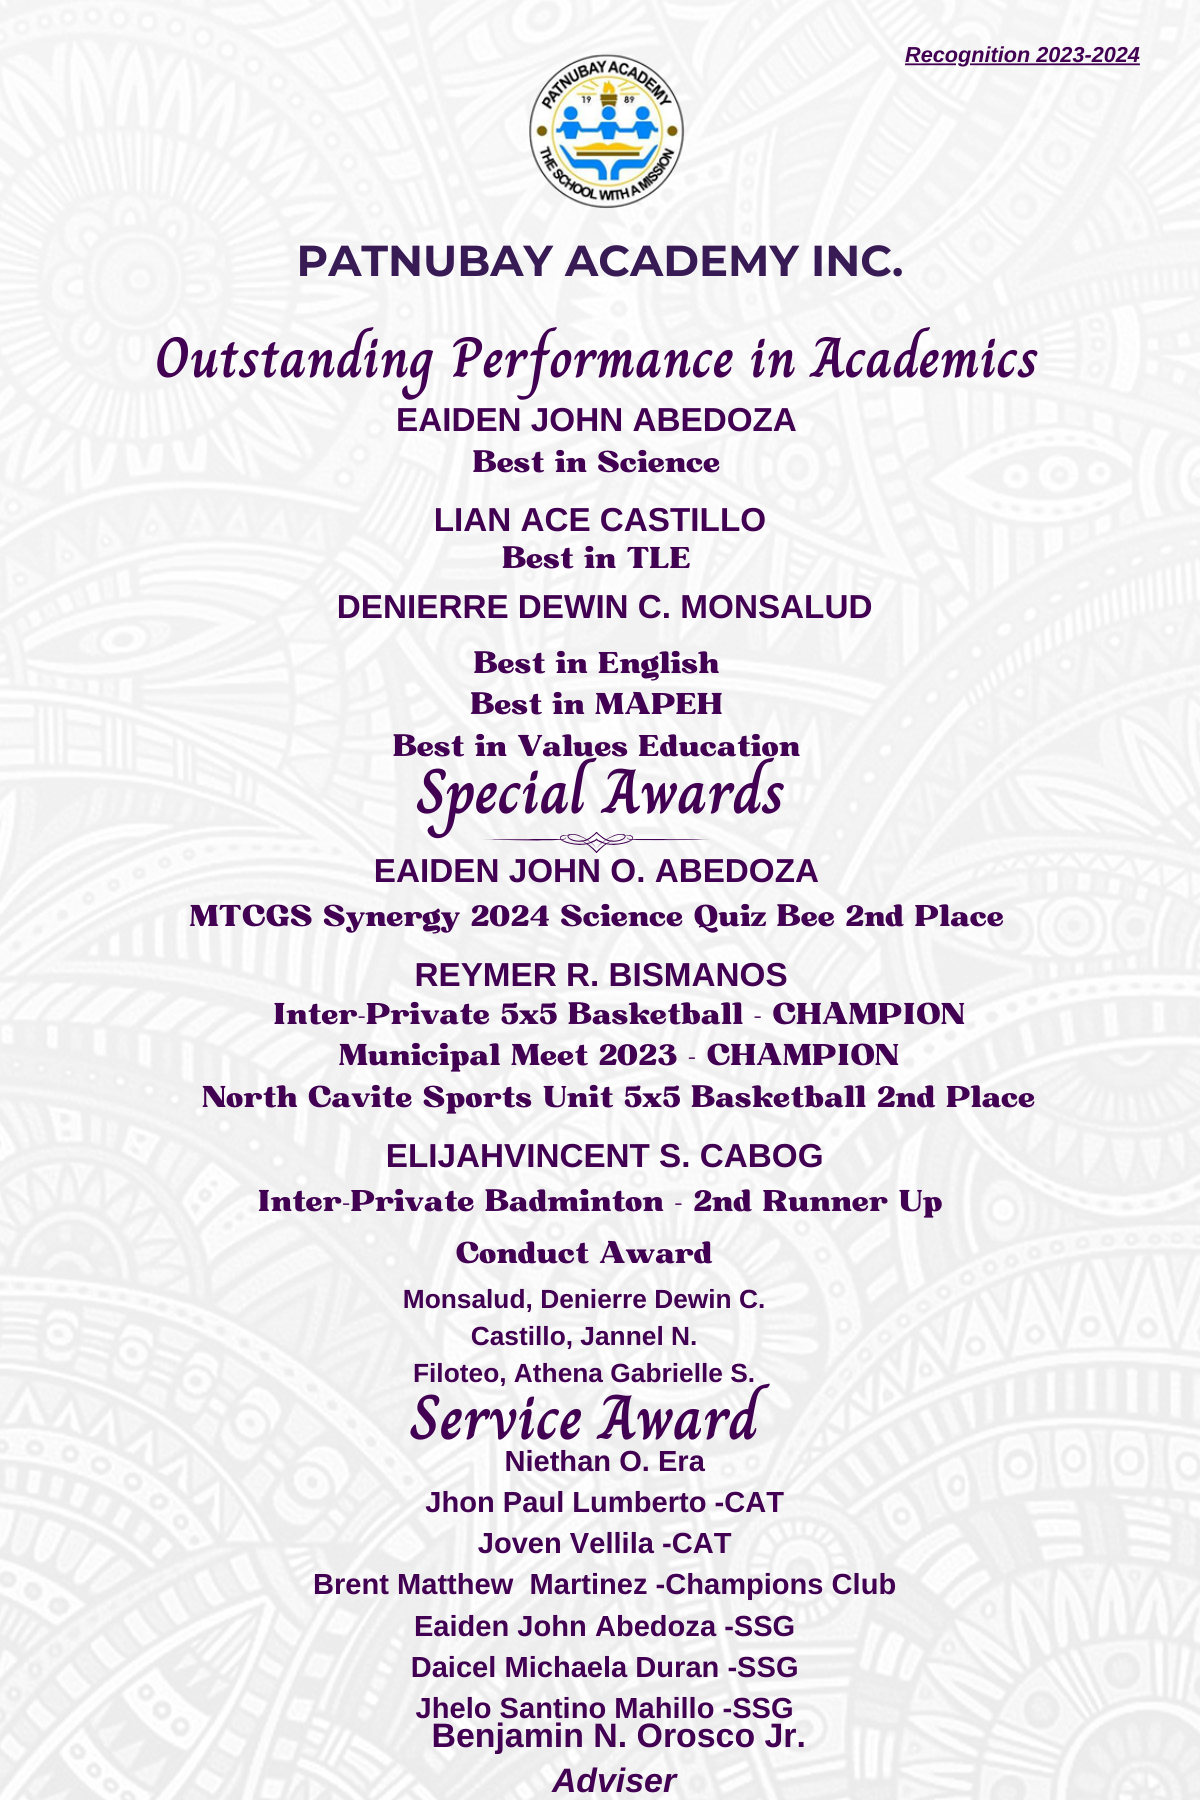 Recognition 2023-2024
PATNUBAY ACADEMY
19 89
THE SCHOOL WITH A MISSION
PATNUBAY ACADEMY INC.
Outstanding Performance in Academics
EAIDEN JOHN ABEDOZA
Best in Science
LIAN ACE CASTILLO
Best in TLE
DENIERRE DEWIN C. MONSALUD
Best in English
Best in MAPEH
Best in Values Education
Special Awards
EAIDEN JOHN O. ABEDOZA
MTCGS Synergy 2024 Science Quiz Bee 2nd Place
REYMER R. BISMANOS
Inter-Private 5x5 Basketball - CHAMPION
Municipal Meet 2023 - CHAMPION
North Cavite Sports Unit 5x5 Basketball 2nd Place
ELIJAHVINCENT S. CABOG
Inter-Private Badminton - 2nd Runner Up
Conduct Award
Monsalud, Denierre Dewin C.
Castillo, Jannel N.
Filoteo, Athena Gabrielle S.
Service Award
Niethan O. Era
Jhon Paul Lumberto -CAT
Joven Vellila -CAT
Brent Matthew  Martinez -Champions Club
Eaiden John Abedoza -SSG
Daicel Michaela Duran -SSG
Jhelo Santino Mahillo -SSG
Benjamin N. Orosco Jr.
Adviser